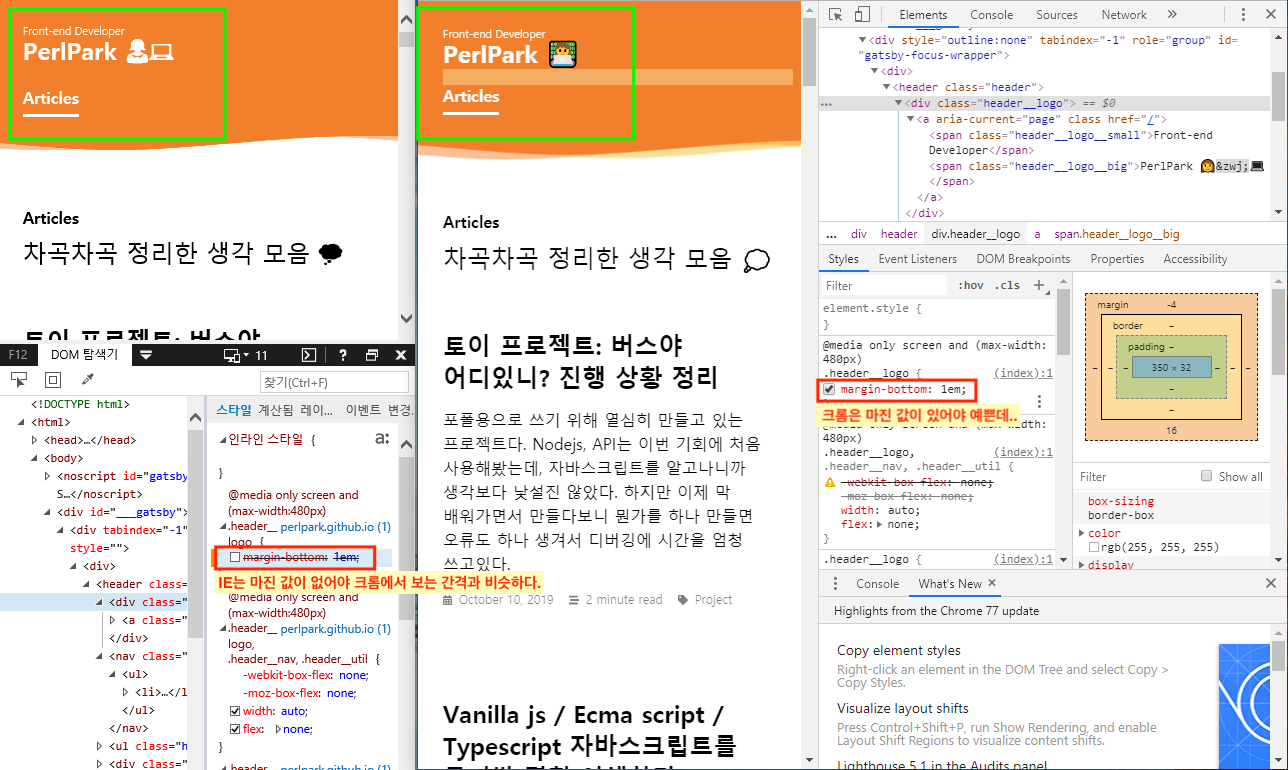 Front-end Developer
PerlPark
Articles
Articles
차곡차곡 정리한 생각 모음
토이 프로젝트: 버스야
F12 DOM 탐색기 11 ?
찾기(Ctrl+F)
<!DOCTYPE html>
<html>
<head>…</head>
<body>
<noscript id="gatsby
S…</noscript>
<div id="___gatsby">
<div tabindex="-1"
style="">
<div>
<header class=
<div class="
<a class="
</div>
<nav class="
<ul>
<li>…</l
</ul>
</nav>
<ul class="h
<div class="
스타일 계산됨 레이… 이벤트 변경.
인라인 스타일 { a:
}
@media only screen and
(max-width:480px)
.header__ perlpark.github.io (1)
logo {
margin-bottom: 1em;
IE는 마진 값이 없어야 크롬에서 보는 간격과 비슷하다.
@media only screen and
(max-width:480px)
.header__ perlpark.github.io (1)
logo,
.header__nav, .header__util {
-webkit-box-flex: none;
-moz-box-flex: none;
width: auto;
flex: none;
}
.header__ perlpark.github.io (1)
Front-end Developer
PerlPark
Articles
Articles
차곡차곡 정리한 생각 모음
토이 프로젝트: 버스야
어디있니? 진행 상황 정리
포폴용으로 쓰기 위해 열심히 만들고 있는
프로젝트다. Nodejs, API는 이번 기회에 처음
사용해봤는데, 자바스크립트를 알고나니까
생각보다 낯설진 않았다. 하지만 이제 막
배워가면서 만들다보니 뭔가를 하나 만들면
오류도 하나 생겨서 디버깅에 시간을 엄청
쓰고있다.
October 10, 2019 2 minute read Project
Vanilla js / Ecma script /
Typescript 자바스크립트를
Elements Console Sources Network »
<div style="outline:none" tabindex="-1" role="group" id=
"gatsby-focus-wrapper">
<div>
<header class="header">
… <div class="header__logo"> == $0
<a aria-current="page" class href="/">
<span class="header__logo__small">Front-end
Developer</span>
<span class="header__logo__big">PerlPark 👩&zwj;💻
</span>
</a>
</div>
… div header div.header__logo a span.header__logo__big
Styles Event Listeners DOM Breakpoints Properties Accessibility
Filter :hov .cls +
element.style {
}
@media only screen and (max-width:
480px)
.header__logo { (index):1
margin-bottom: 1em;
크롬은 마진 값이 있어야 예쁜데..
@media only screen and (max-width:
480px)
.header__logo, (index):1
.header__nav, .header__util {
-webkit-box-flex: none;
-moz-box-flex: none;
width: auto;
flex: none;
}
.header__logo { (index):1
margin -4
border –
padding –
– – – 350 × 32 – – –
–
–
16
Filter Show all
box-sizing
border-box
color
rgb(255, 255, 255)
display
Console What's New ×
Highlights from the Chrome 77 update
Copy element styles
Right-click an element in the DOM Tree and select Copy >
Copy Styles.
Visualize layout shifts
Press Control+Shift+P, run Show Rendering, and enable
Layout Shift Regions to visualize content shifts.
Lighthouse 5.1 in the Audits panel